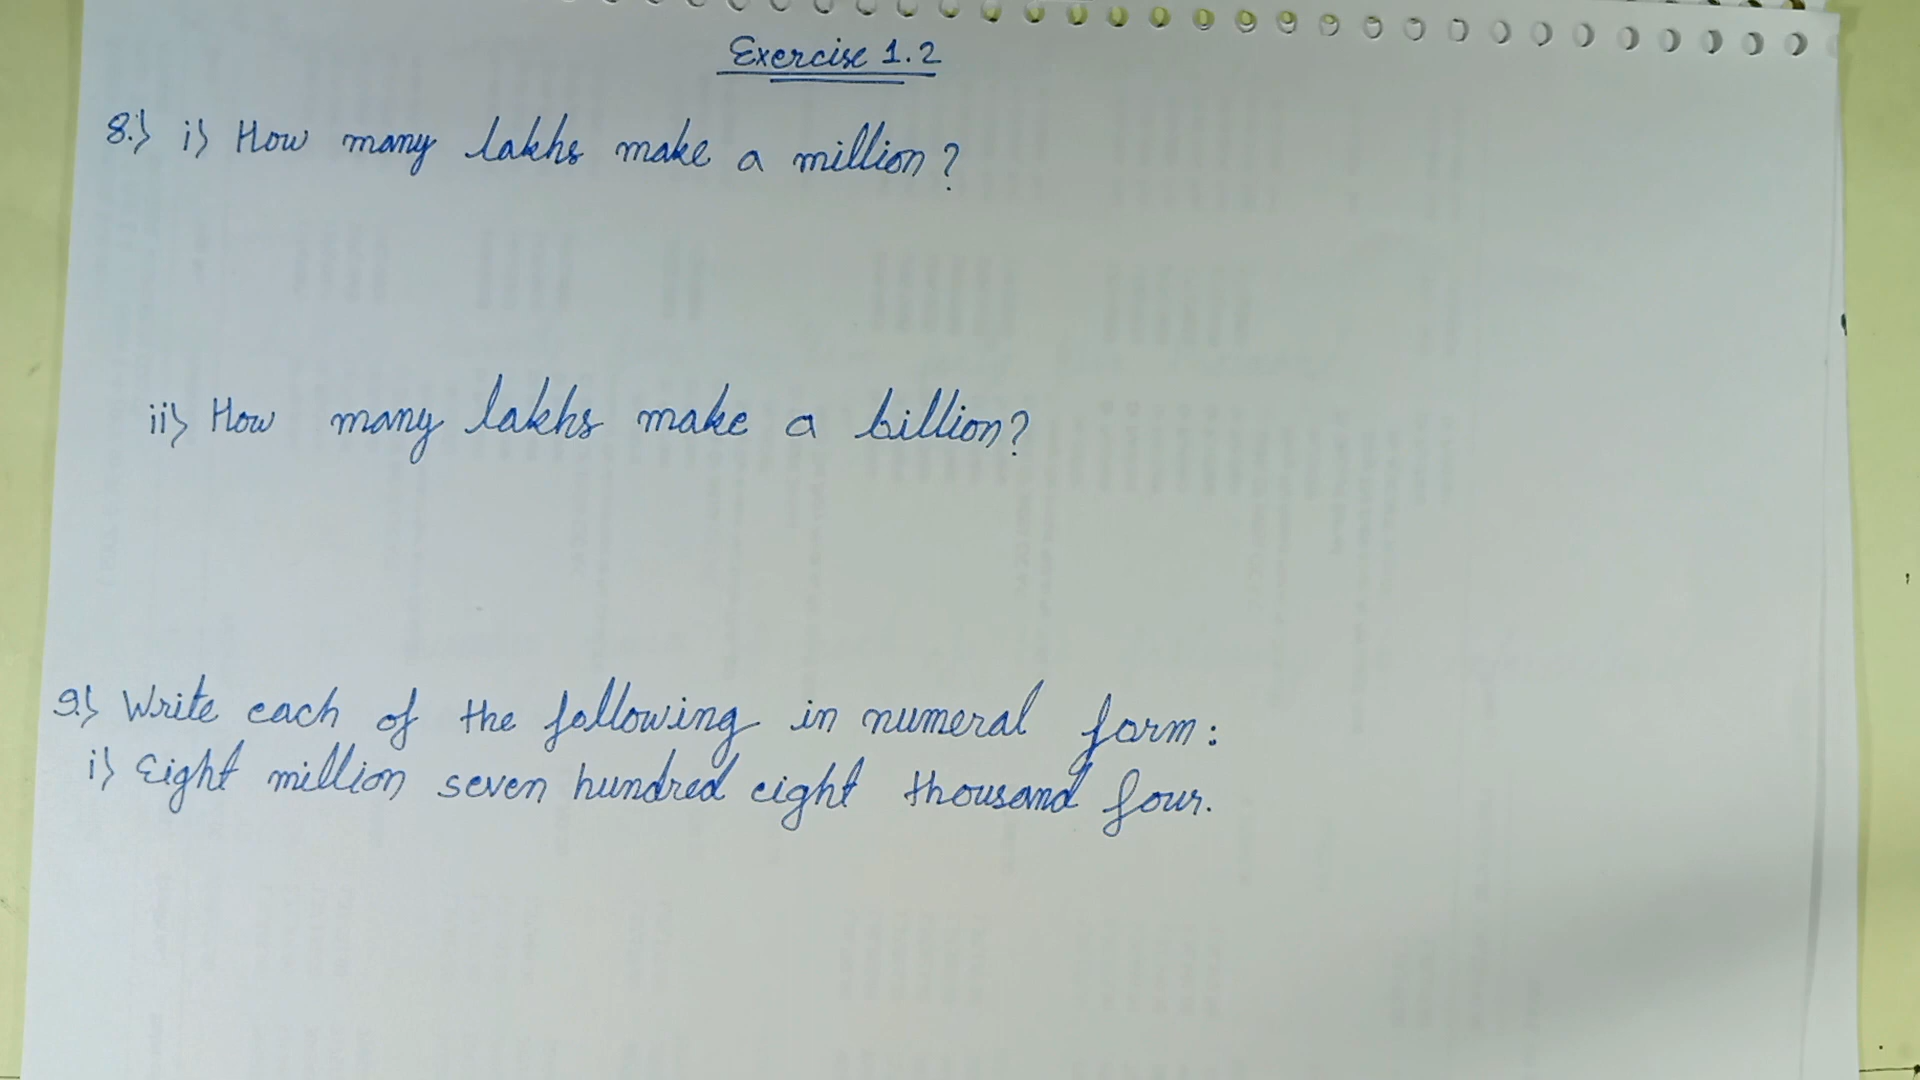 Exercise 1.2
8.) i) How many lakhs make a million?
ii) How many lakhs make a billion?
9.) Write each of the following in numeral form:
i) Eight million seven hundred eight thousand four.